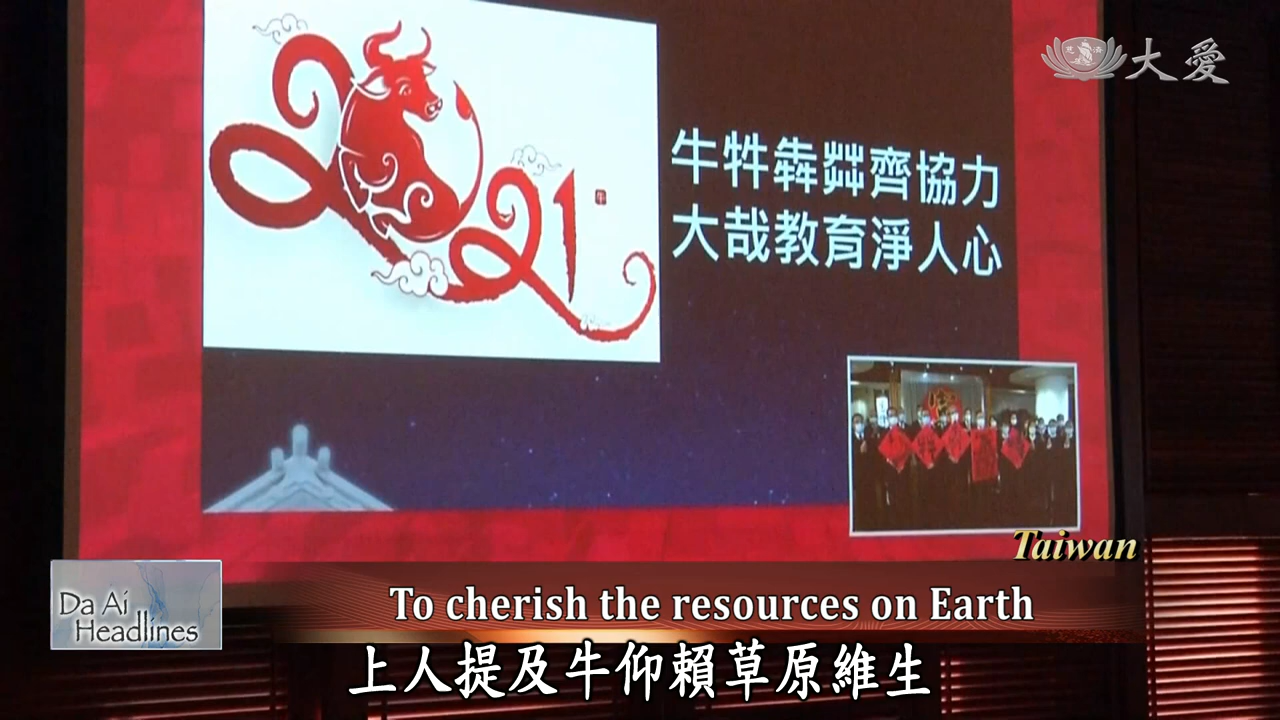 2021
大愛
牛牪犇𤛭齊協力
大哉教育淨人心
Taiwan
Da Ai
Headlines
To cherish the resources on Earth
上人提及牛仰賴草原維生